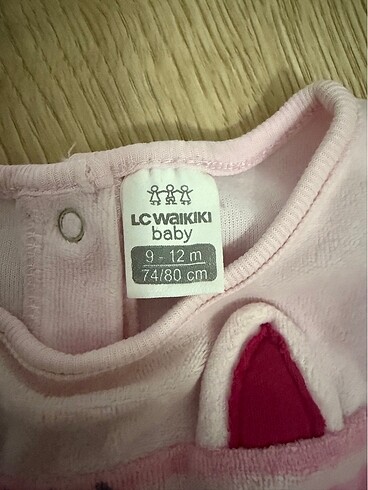 LC WAIKIKI
baby
9 - 12 m
74/80 cm